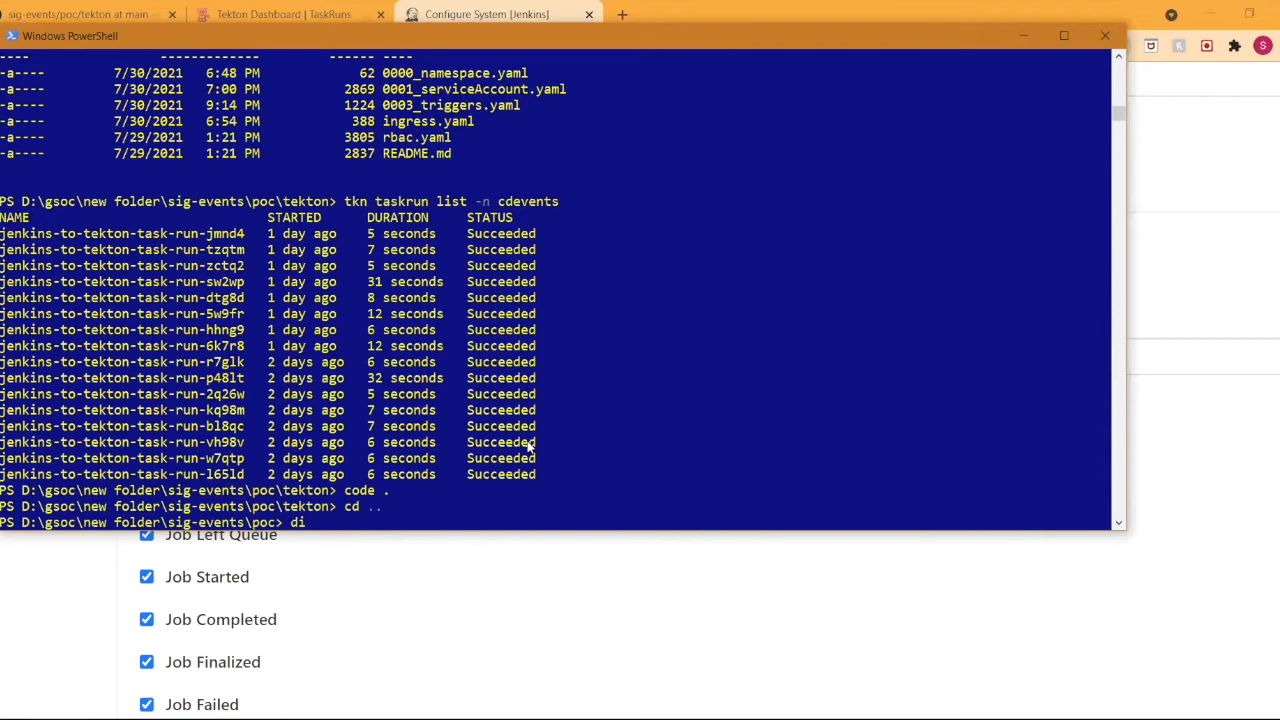 sig-events/poc/tekton at main
Tekton Dashboard | TaskRuns
Configure System [Jenkins]
Windows PowerShell
---- ------------- ------ ----
-a---- 7/30/2021 6:48 PM 62 0000_namespace.yaml
-a---- 7/30/2021 7:00 PM 2869 0001_serviceAccount.yaml
-a---- 7/30/2021 9:14 PM 1224 0003_triggers.yaml
-a---- 7/30/2021 6:54 PM 388 ingress.yaml
-a---- 7/29/2021 1:21 PM 3805 rbac.yaml
-a---- 7/29/2021 1:21 PM 2837 README.md
PS D:\gsoc\new folder\sig-events\poc\tekton> tkn taskrun list -n cdevents
NAME STARTED DURATION STATUS
jenkins-to-tekton-task-run-jmnd4 1 day ago 5 seconds Succeeded
jenkins-to-tekton-task-run-tzqtm 1 day ago 7 seconds Succeeded
jenkins-to-tekton-task-run-zctq2 1 day ago 5 seconds Succeeded
jenkins-to-tekton-task-run-sw2wp 1 day ago 31 seconds Succeeded
jenkins-to-tekton-task-run-dtg8d 1 day ago 8 seconds Succeeded
jenkins-to-tekton-task-run-5w9fr 1 day ago 12 seconds Succeeded
jenkins-to-tekton-task-run-hhng9 1 day ago 6 seconds Succeeded
jenkins-to-tekton-task-run-6k7r8 1 day ago 12 seconds Succeeded
jenkins-to-tekton-task-run-r7glk 2 days ago 6 seconds Succeeded
jenkins-to-tekton-task-run-p48lt 2 days ago 32 seconds Succeeded
jenkins-to-tekton-task-run-2q26w 2 days ago 5 seconds Succeeded
jenkins-to-tekton-task-run-kq98m 2 days ago 7 seconds Succeeded
jenkins-to-tekton-task-run-bl8qc 2 days ago 7 seconds Succeeded
jenkins-to-tekton-task-run-vh98v 2 days ago 6 seconds Succeeded
jenkins-to-tekton-task-run-w7qtp 2 days ago 6 seconds Succeeded
jenkins-to-tekton-task-run-l65ld 2 days ago 6 seconds Succeeded
PS D:\gsoc\new folder\sig-events\poc\tekton> code .
PS D:\gsoc\new folder\sig-events\poc\tekton> cd ..
PS D:\gsoc\new folder\sig-events\poc> di
Job Left Queue
Job Started
Job Completed
Job Finalized
Job Failed
S